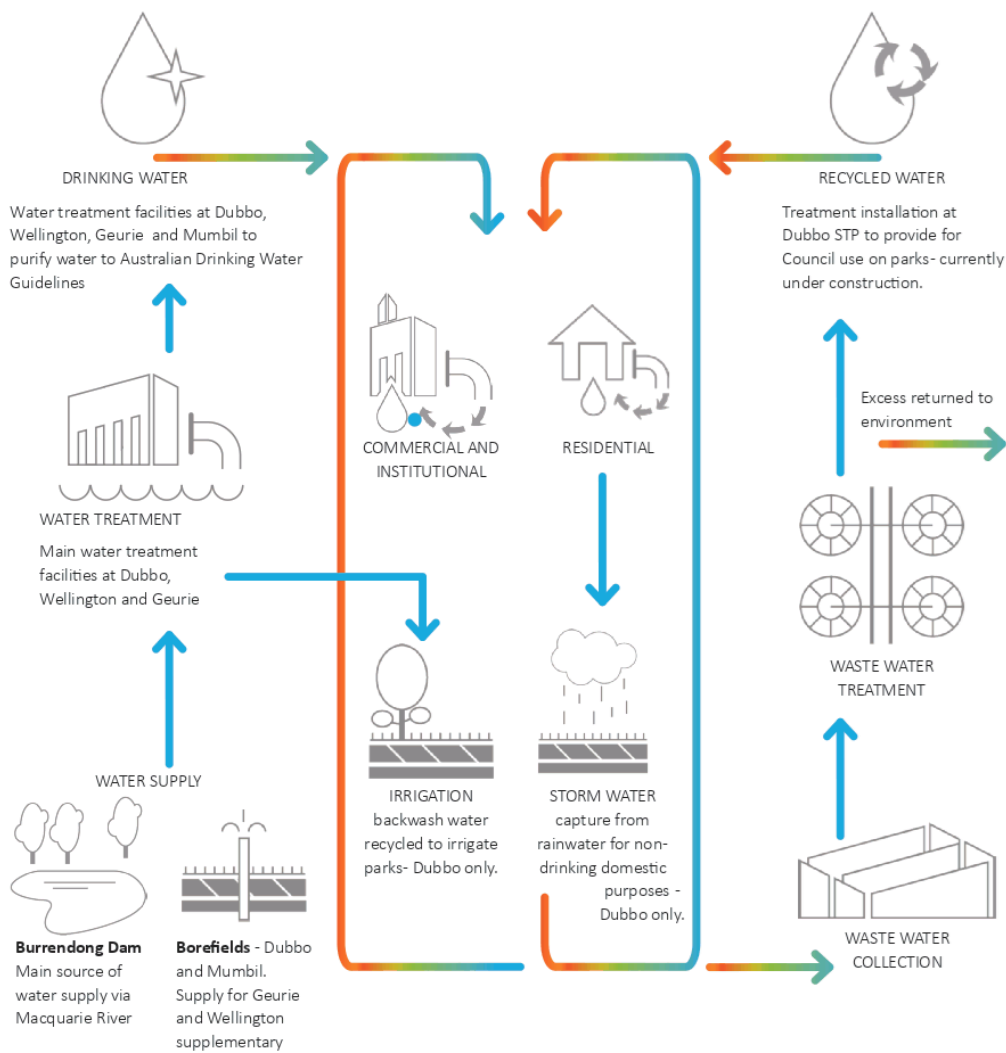 DRINKING WATER
Water treatment facilities at Dubbo,
Wellington, Geurie and Mumbil to
purify water to Australian Drinking Water
Guidelines
RECYCLED WATER
Treatment installation at
Dubbo STP to provide for
Council use on parks- currently
under construction.
COMMERCIAL AND
INSTITUTIONAL
RESIDENTIAL
Excess returned to
environment
WATER TREATMENT
Main water treatment
facilities at Dubbo,
Wellington and Geurie
WASTE WATER
TREATMENT
WATER SUPPLY
Burrendong Dam
Main source of
water supply via
Macquarie River
Borefields - Dubbo
and Mumbil.
Supply for Geurie
and Wellington
supplementary
IRRIGATION
backwash water
recycled to irrigate
parks- Dubbo only.
STORM WATER
capture from
rainwater for non-
drinking domestic
purposes -
Dubbo only.
WASTE WATER
COLLECTION